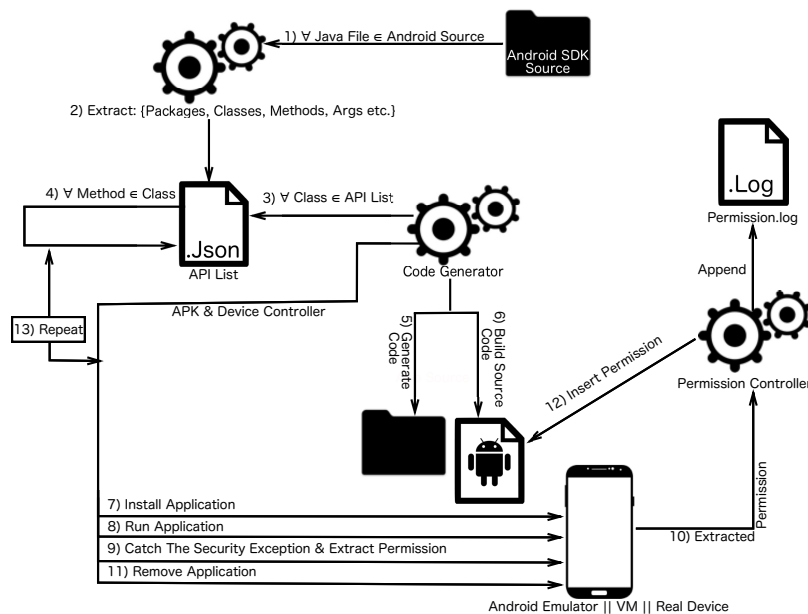 1) ∀ Java File ∈ Android Source
Android SDK
Source
2) Extract: {Packages, Classes, Methods, Args etc.}
4) ∀ Method ∈ Class
3) ∀ Class ∈ API List
.Log
Permission.log
.Json
API List
Code Generator
Append
APK & Device Controller
13) Repeat
5) Generate
Code
6) Build Source
Code
12) Insert Permission
Permission Controller
7) Install Application
8) Run Application
9) Catch The Security Exception & Extract Permission
11) Remove Application
10) Extracted
Permission
Android Emulator || VM || Real Device